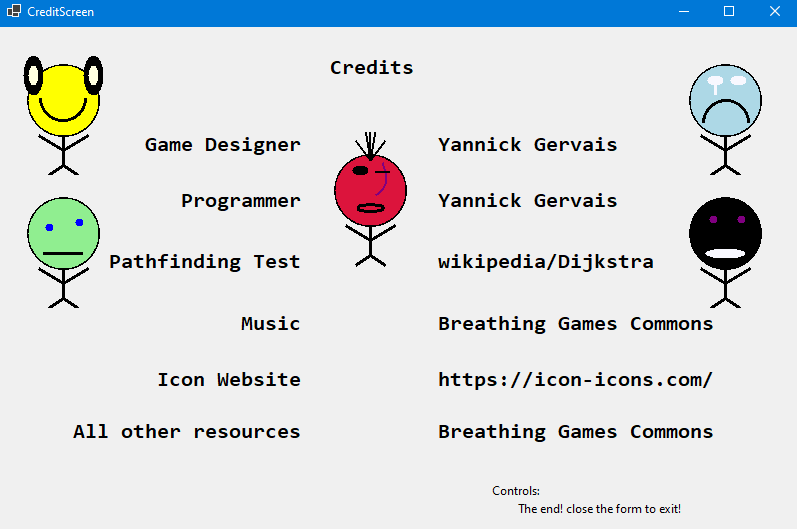 CreditScreen
Credits
Game Designer Yannick Gervais
Programmer Yannick Gervais
Pathfinding Test wikipedia/Dijkstra
Music Breathing Games Commons
Icon Website https://icon-icons.com/
All other resources Breathing Games Commons
Controls:
The end! close the form to exit!